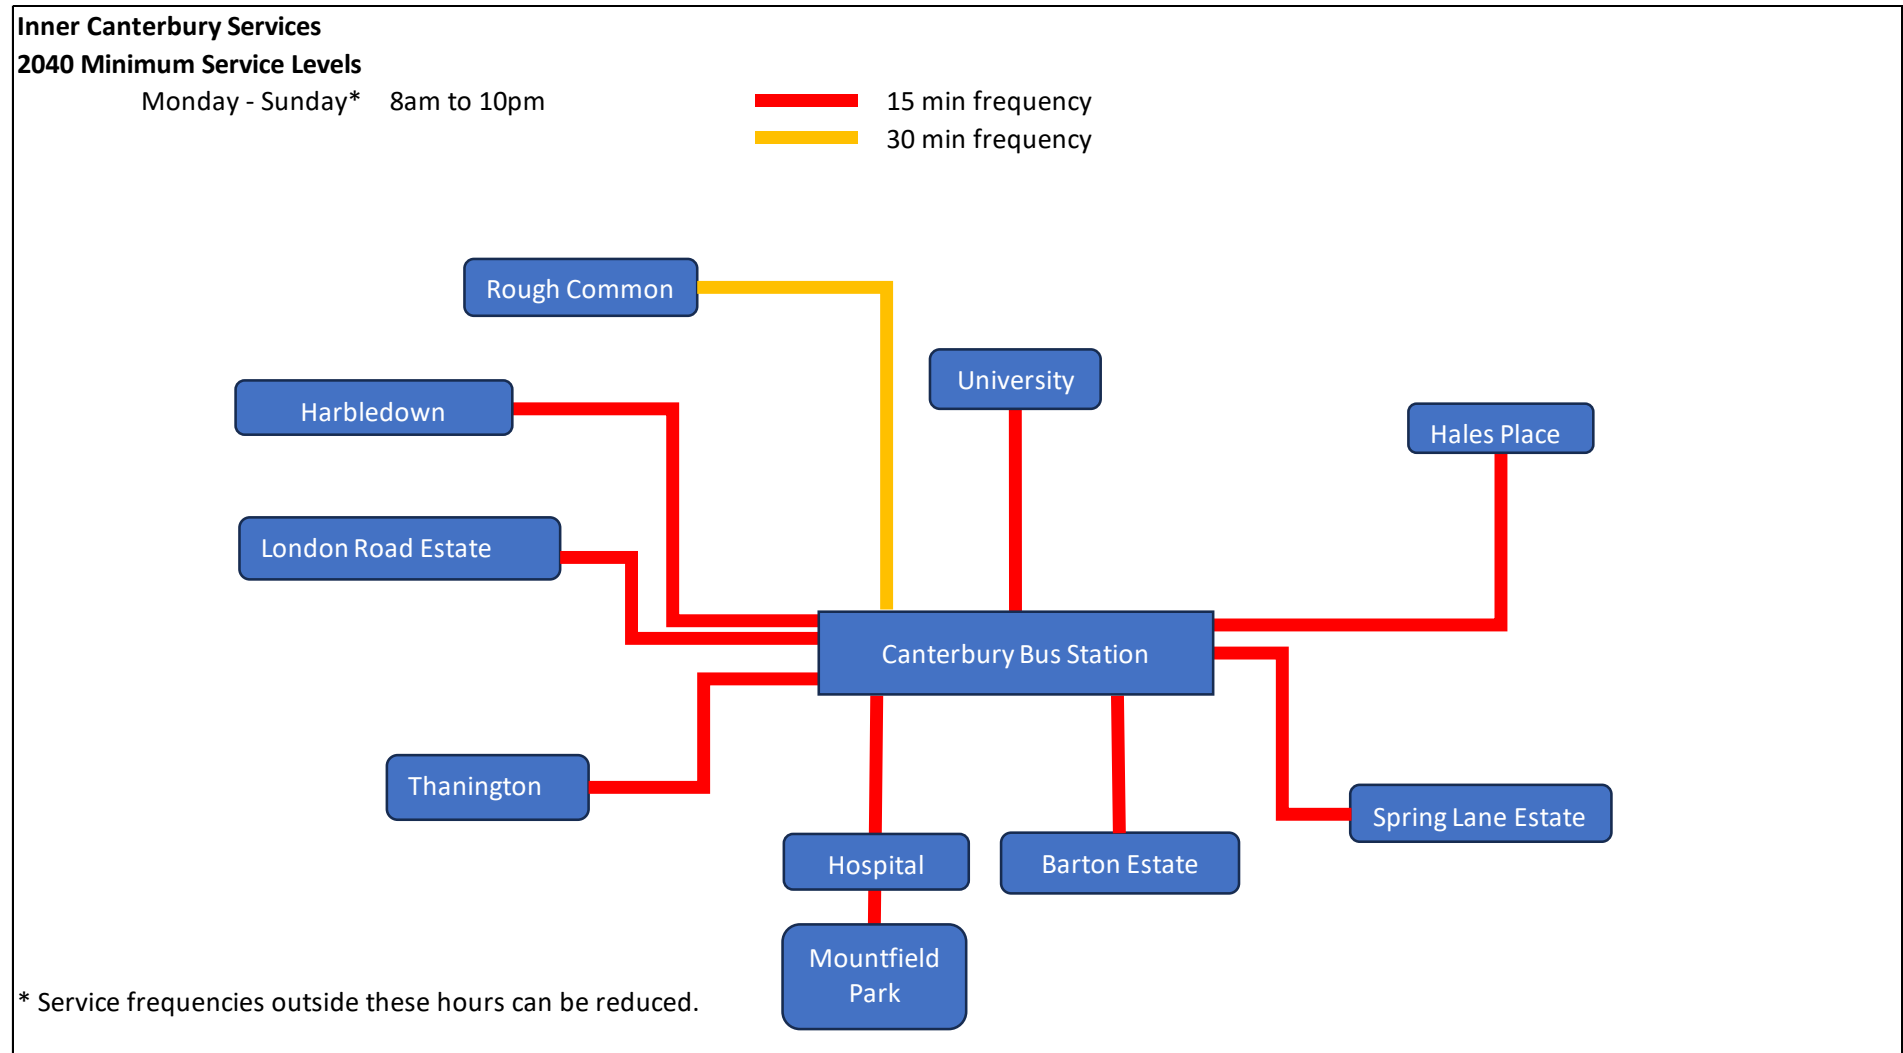 Inner Canterbury Services
2040 Minimum Service Levels
Monday - Sunday* 8am to 10pm
15 min frequency
30 min frequency
Rough Common
University
Harbledown
Hales Place
London Road Estate
Canterbury Bus Station
Thanington
Spring Lane Estate
Hospital
Barton Estate
Mountfield
Park
* Service frequencies outside these hours can be reduced.